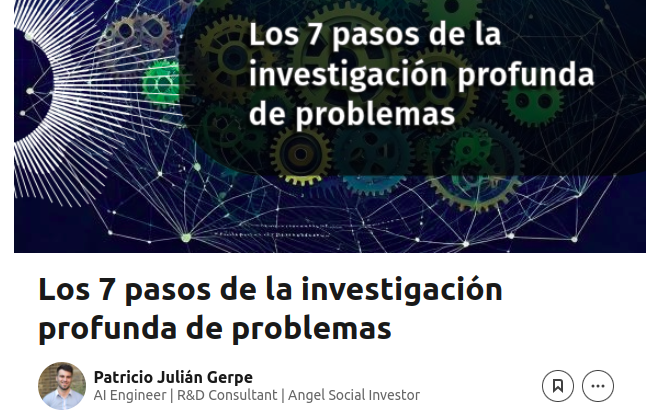 Los 7 pasos de la
investigación profunda
de problemas
Los 7 pasos de la investigación
profunda de problemas
Patricio Julián Gerpe
AI Engineer | R&D Consultant | Angel Social Investor